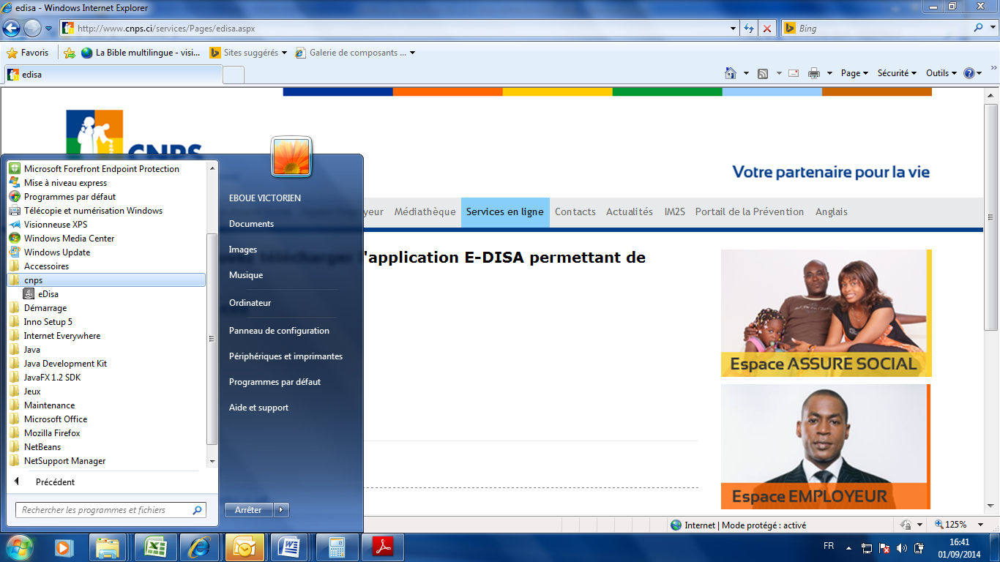 edisa - Windows Internet Explorer
http://www.cnps.ci/services/Pages/edisa.aspx
Bing
Favoris
La Bible multilingue - visi...
Sites suggérés
Galerie de composants ...
edisa
Page
Sécurité
Outils
CNPS
Votre partenaire pour la vie
yeur
Médiathèque
Services en ligne
Contacts
Actualités
IM2S
Portail de la Prévention
Anglais
télécharger l'application E-DISA permettant de
Espace ASSURE SOCIAL
Espace EMPLOYEUR
Microsoft Forefront Endpoint Protection
Mise à niveau express
Programmes par défaut
Télécopie et numérisation Windows
Visionneuse XPS
Windows Media Center
Windows Update
Accessoires
cnps
eDisa
Démarrage
Inno Setup 5
Internet Everywhere
Java
Java Development Kit
JavaFX 1.2 SDK
Jeux
Maintenance
Microsoft Office
Mozilla Firefox
NetBeans
NetSupport Manager
Précédent
Rechercher les programmes et fichiers
EBOUE VICTORIEN
Documents
Images
Musique
Ordinateur
Panneau de configuration
Périphériques et imprimantes
Programmes par défaut
Aide et support
Arrêter
Internet | Mode protégé : activé
125%
FR
16:41
01/09/2014